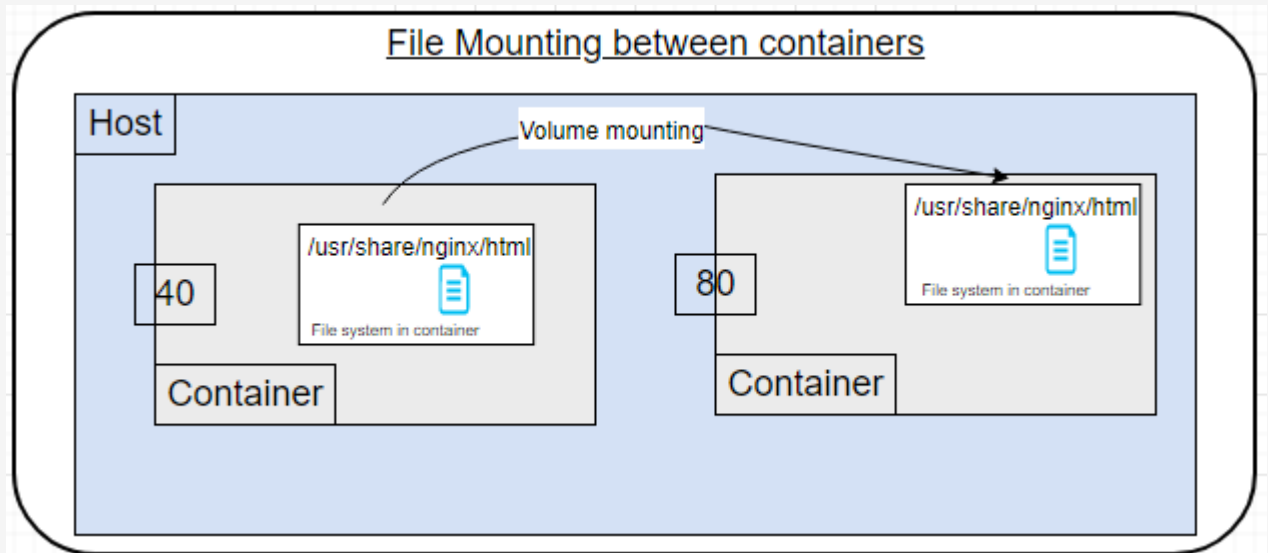 File Mounting between containers
Host
Volume mounting
/usr/share/nginx/html
File system in container
40
Container
/usr/share/nginx/html
File system in container
80
Container